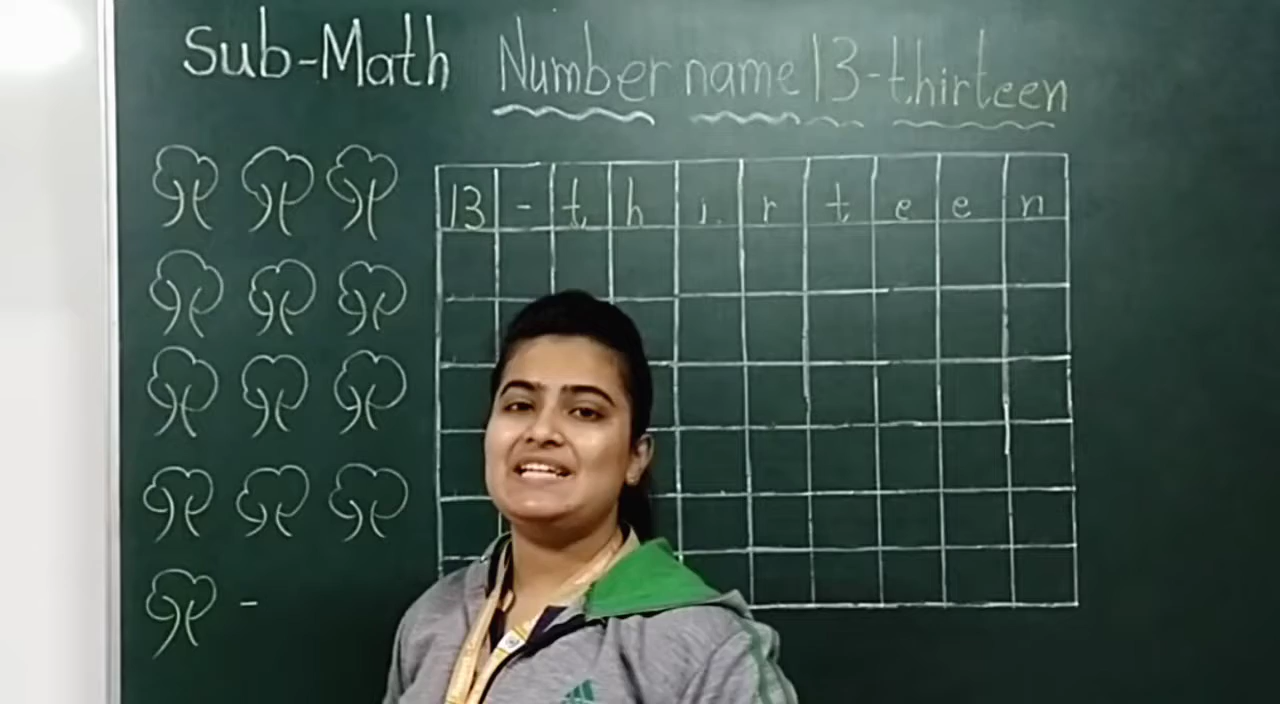 Sub-Math Number name 13-thirteen
13 - t h i r t e e n
-